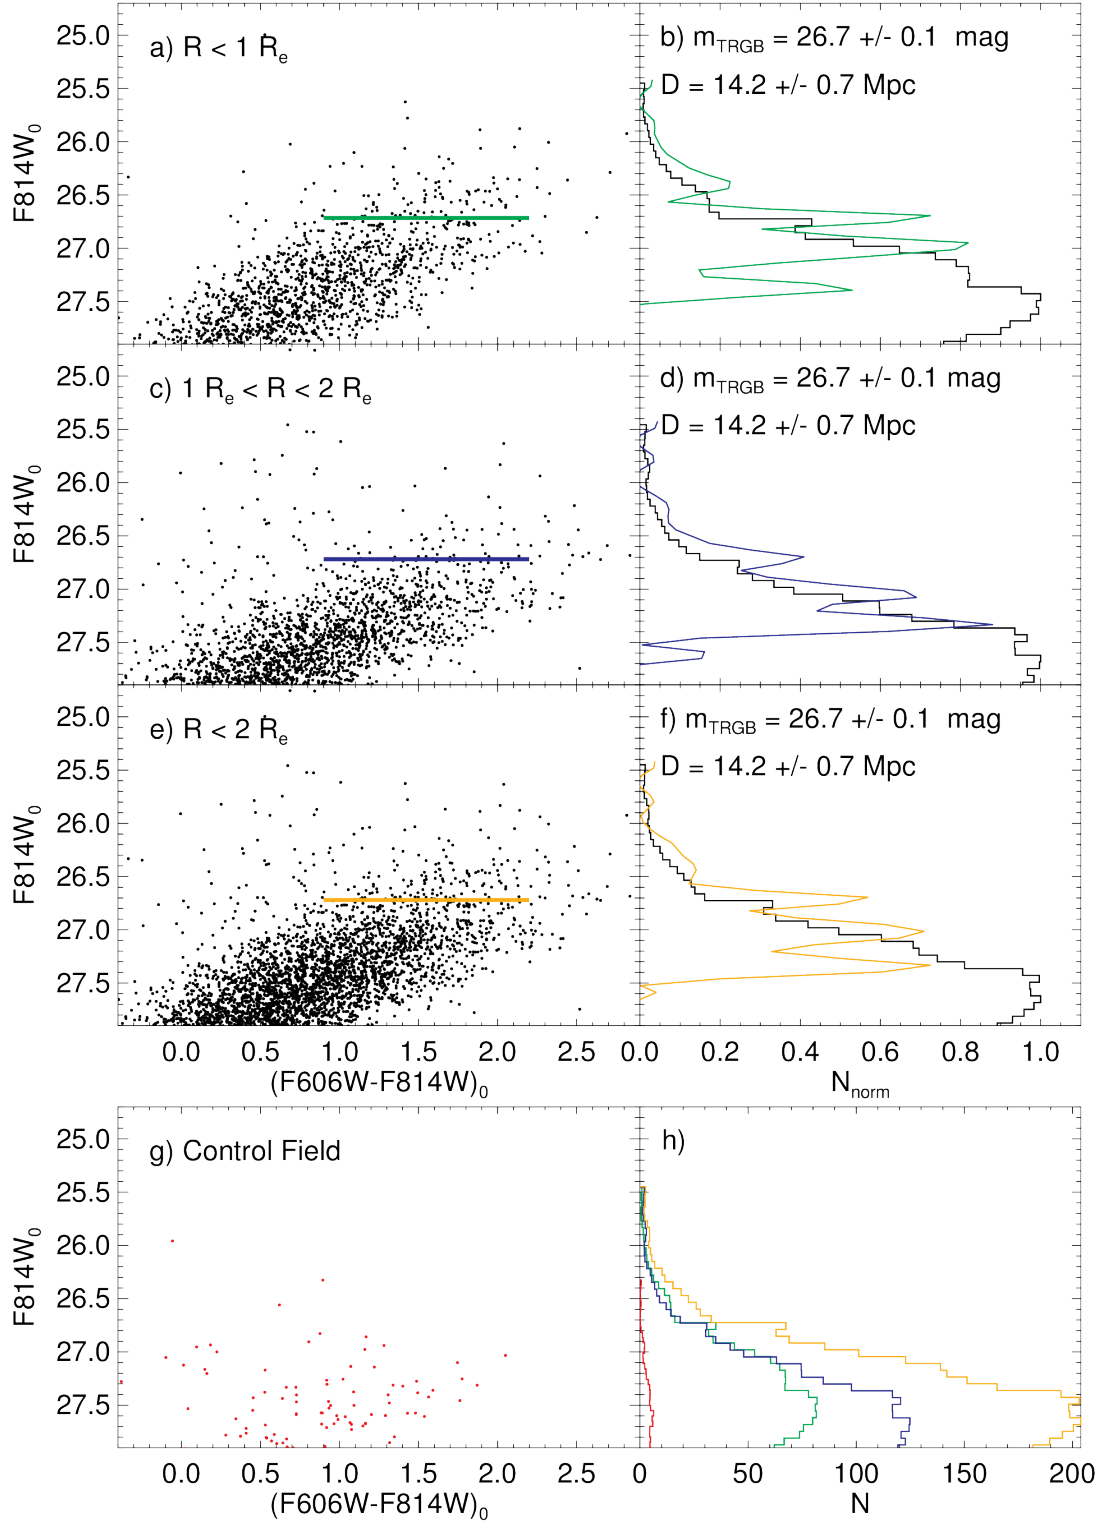 a) R < 1 Rₑ
b) m_TRGB = 26.7 +/- 0.1 mag
D = 14.2 +/- 0.7 Mpc
F814W₀
25.0
25.5
26.0
26.5
27.0
27.5
c) 1 Rₑ < R < 2 Rₑ
d) m_TRGB = 26.7 +/- 0.1 mag
D = 14.2 +/- 0.7 Mpc
F814W₀
25.0
25.5
26.0
26.5
27.0
27.5
e) R < 2 Rₑ
f) m_TRGB = 26.7 +/- 0.1 mag
D = 14.2 +/- 0.7 Mpc
F814W₀
25.0
25.5
26.0
26.5
27.0
27.5
0.0 0.5 1.0 1.5 2.0 2.5
(F606W-F814W)₀
0.0 0.2 0.4 0.6 0.8 1.0
N_norm
g) Control Field
h)
F814W₀
25.0
25.5
26.0
26.5
27.0
27.5
0.0 0.5 1.0 1.5 2.0 2.5
(F606W-F814W)₀
0 50 100 150 200
N